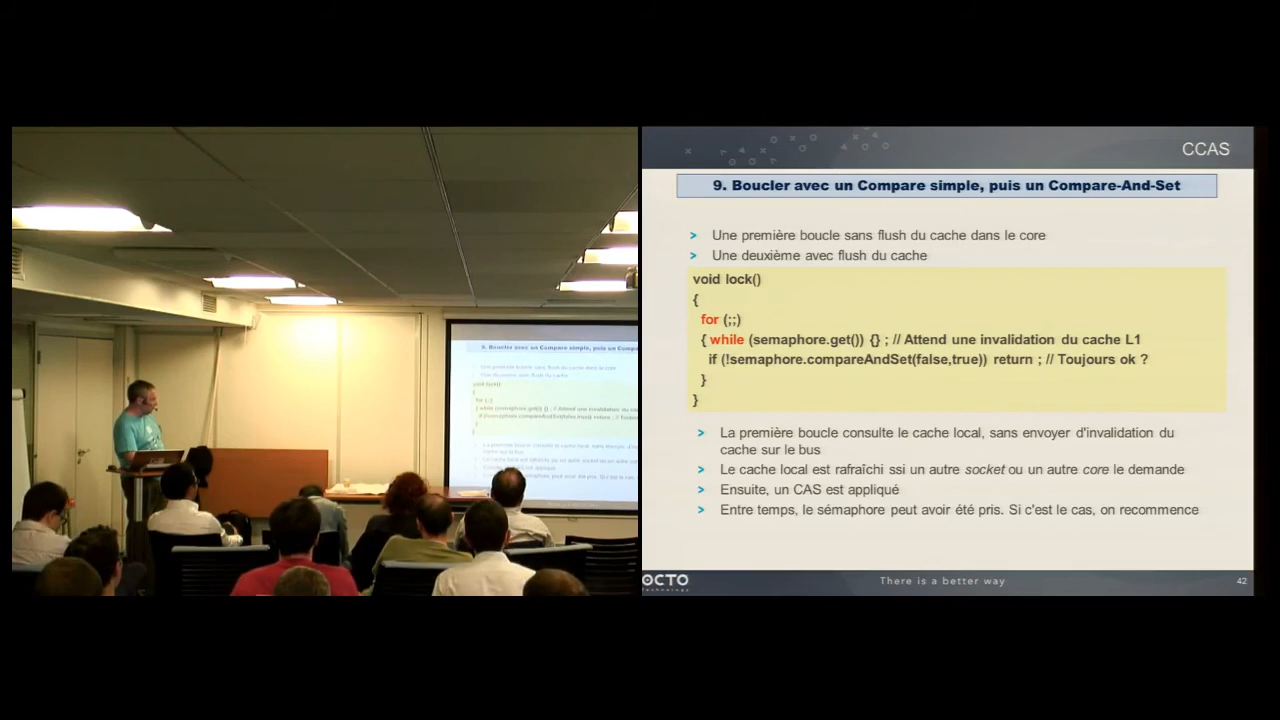 CCAS
9. Boucler avec un Compare simple, puis un Compare-And-Set
> Une première boucle sans flush du cache dans le core
> Une deuxième avec flush du cache
void lock()
{
for (;;)
{ while (semaphore.get()) {} ; // Attend une invalidation du cache L1
if (!semaphore.compareAndSet(false,true)) return ; // Toujours ok ?
}
}
> La première boucle consulte le cache local, sans envoyer d'invalidation du
cache sur le bus
> Le cache local est rafraîchi ssi un autre socket ou un autre core le demande
> Ensuite, un CAS est appliqué
> Entre temps, le sémaphore peut avoir été pris. Si c'est le cas, on recommence
OCTO
Technology
There is a better way
42